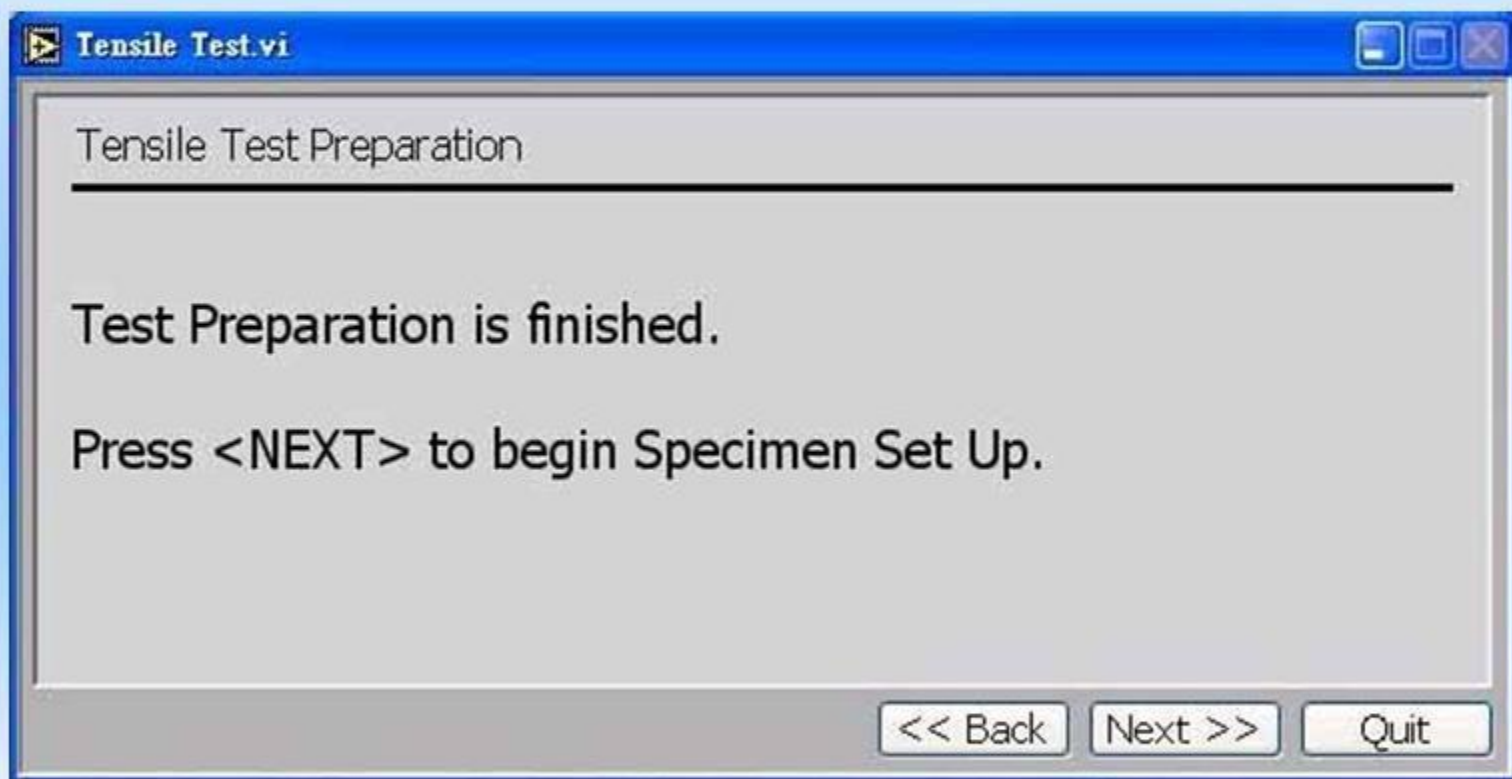 Tensile Test.vi
Tensile Test Preparation
Test Preparation is finished.
Press <NEXT> to begin Specimen Set Up.
<< Back Next >> Quit